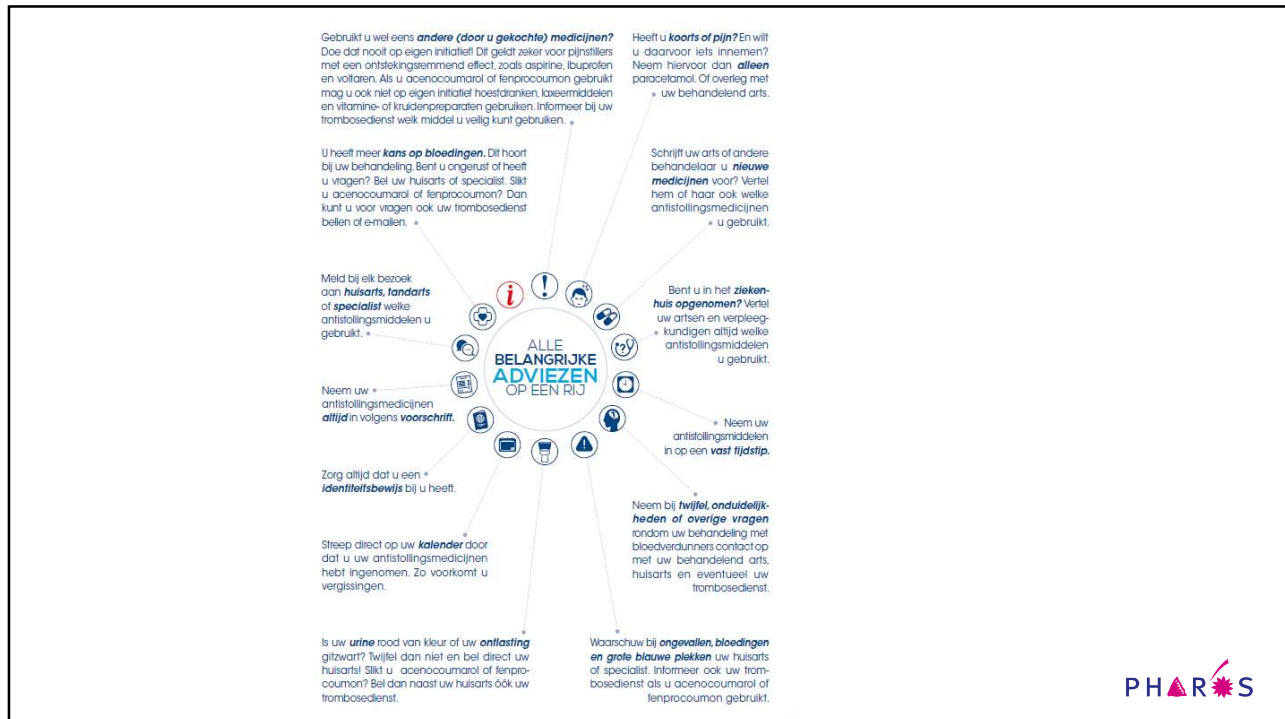 Gebruikt u wel eens andere (door u gekochte) medicijnen?
Doe dat nooit op eigen initiatief! Dit geldt zeker voor pijnstillers
met een ontstekingsremmend effect, zoals aspirine, ibuprofen
en voltaren. Als u acenocoumarol of fenprocoumon gebruikt
mag u ook niet op eigen initiatief hoestdranken, laxeermiddelen
en vitamine- of kruidenpreparaten gebruiken. Informeer bij uw
trombosedienst welk middel u veilig kunt gebruiken.
Heeft u koorts of pijn? En wilt
u daarvoor iets innemen?
Neem hiervoor dan alleen
paracetamol. Of overleg met
uw behandelend arts.
U heeft meer kans op bloedingen. Dit hoort
bij uw behandeling. Bent u ongerust of heeft
u vragen? Bel uw huisarts of specialist. Slikt
u acenocoumarol of fenprocoumon? Dan
kunt u voor vragen ook uw trombosedienst
bellen of e-mailen.
Schrijft uw arts of andere
behandelaar u nieuwe
medicijnen voor? Vertel
hem of haar ook welke
antistollingsmedicijnen
u gebruikt.
Meld bij elk bezoek
aan huisarts, tandarts
of specialist welke
antistollingsmiddelen u
gebruikt.
Bent u in het zieken-
huis opgenomen? Vertel
uw artsen en verpleeg-
kundigen altijd welke
antistollingsmiddelen
u gebruikt.
ALLE
BELANGRIJKE
ADVIEZEN
OP EEN RIJ
Neem uw
antistollingsmedicijnen
altijd in volgens voorschrift.
Neem uw
antistollingsmiddelen
in op een vast tijdstip.
Zorg altijd dat u een
identiteitsbewijs bij u heeft.
Neem bij twijfel, onduidelijk-
heden of overige vragen
rondom uw behandeling met
bloedverdunners contact op
met uw behandelend arts,
huisarts en eventueel uw
trombosedienst.
Streep direct op uw kalender door
dat u uw antistollingsmedicijnen
hebt ingenomen. Zo voorkomt u
vergissingen.
Is uw urine rood van kleur of uw ontlasting
gitzwart? Twijfel dan niet en bel direct uw
huisarts! Slikt u acenocoumarol of fenpro-
coumon? Bel dan naast uw huisarts óók uw
trombosedienst.
Waarschuw bij ongevallen, bloedingen
en grote blauwe plekken uw huisarts
of specialist. Informeer ook uw trom-
bosedienst als u acenocoumarol of
fenprocoumon gebruikt.
PHAROS